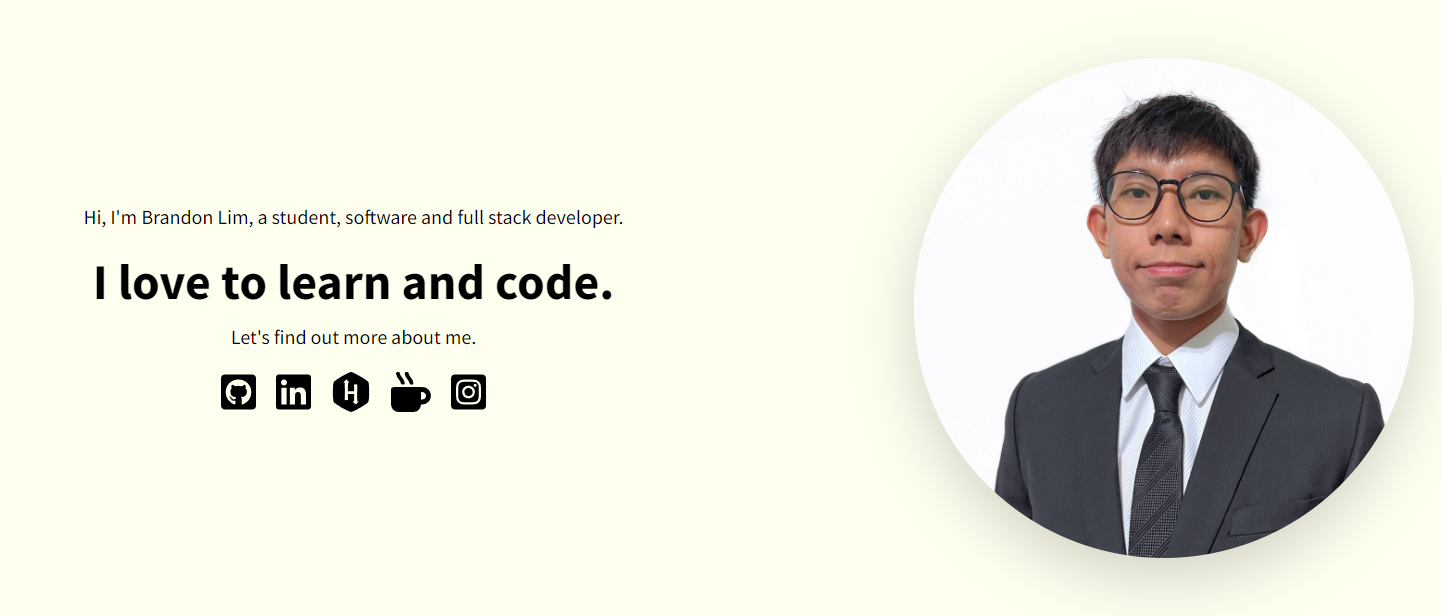 Hi, I'm Brandon Lim, a student, software and full stack developer.
I love to learn and code.
Let's find out more about me.